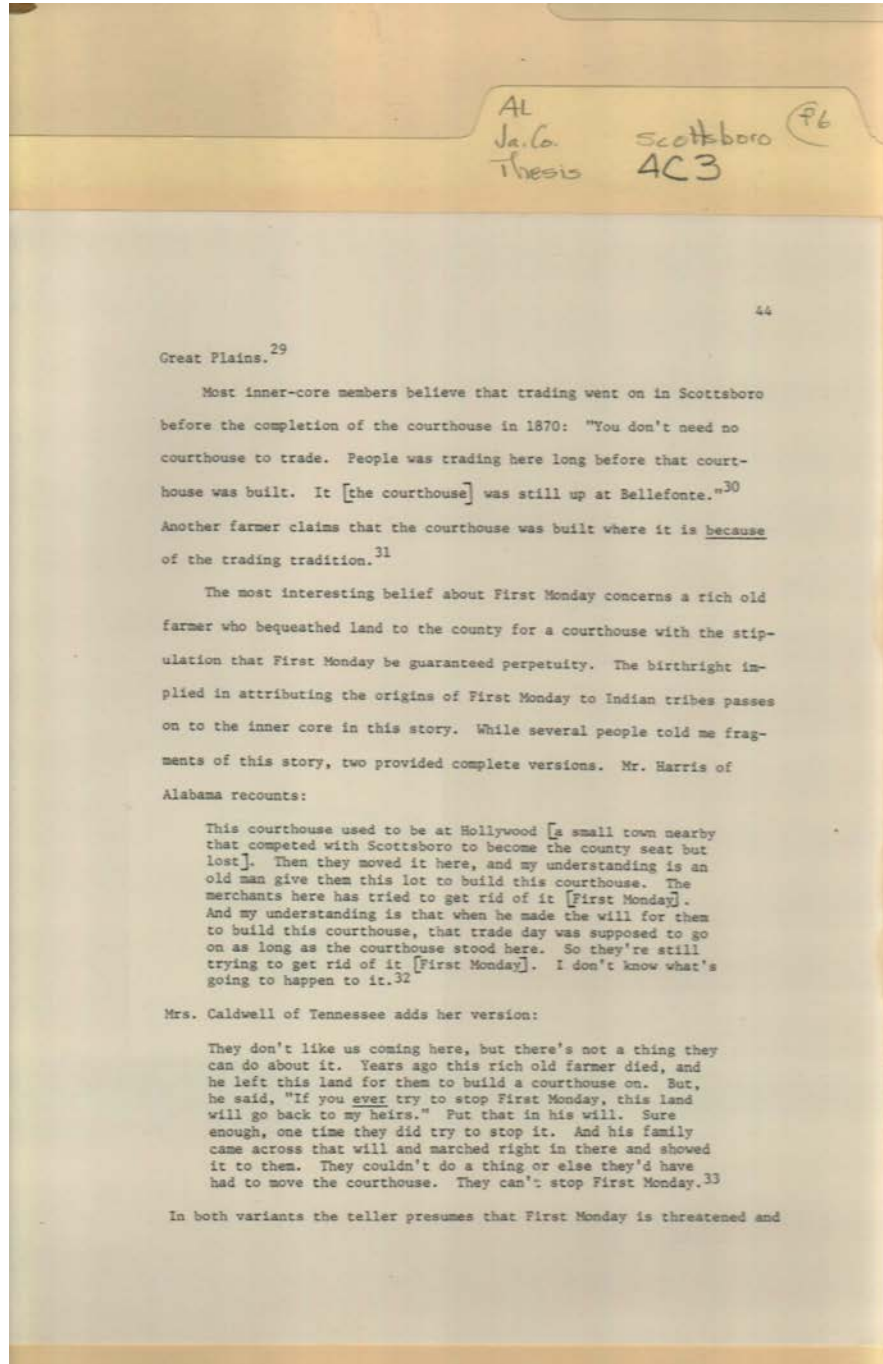 AL
Ja.Co. Scottsboro P6
Thesis 4C3
44
Great Plains.29
Most inner-core members believe that trading went on in Scottsboro
before the completion of the courthouse in 1870: "You don't need no
courthouse to trade. People was trading here long before that court-
house was built. It [the courthouse] was still up at Bellefonte."30
Another farmer claims that the courthouse was built where it is because
of the trading tradition.31
The most interesting belief about First Monday concerns a rich old
farmer who bequeathed land to the county for a courthouse with the stip-
ulation that First Monday be guaranteed perpetuity. The birthright im-
plied in attributing the origins of First Monday to Indian tribes passes
on to the inner core in this story. While several people told me frag-
ments of this story, two provided complete versions. Mr. Harris of
Alabama recounts:
This courthouse used to be at Hollywood [a small town nearby
that competed with Scottsboro to become the county seat but
lost]. Then they moved it here, and my understanding is an
old man give them this lot to build this courthouse. The
merchants here has tried to get rid of it [First Monday].
And my understanding is that when he made the will for them
to build this courthouse, that trade day was supposed to go
on as long as the courthouse stood here. So they're still
trying to get rid of it [First Monday]. I don't know what's
going to happen to it.32
Mrs. Caldwell of Tennessee adds her version:
They don't like us coming here, but there's not a thing they
can do about it. Years ago this rich old farmer died, and
he left this land for them to build a courthouse on. But,
he said, "If you ever try to stop First Monday, this land
will go back to my heirs." Put that in his will. Sure
enough, one time they did try to stop it. And his family
came across that will and marched right in there and showed
it to them. They couldn't do a thing or else they'd have
had to move the courthouse. They can't stop First Monday.33
In both variants the teller presumes that First Monday is threatened and